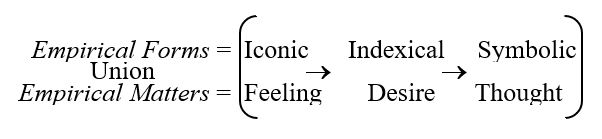 Empirical Forms = Iconic Indexical Symbolic
Union → →
Empirical Matters = Feeling Desire Thought